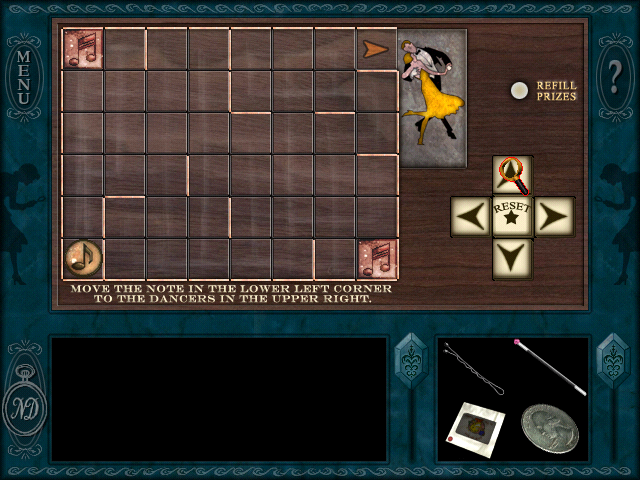 MENU
?
REFILL
PRIZES
RESET
MOVE THE NOTE IN THE LOWER LEFT CORNER
TO THE DANCERS IN THE UPPER RIGHT.
ND